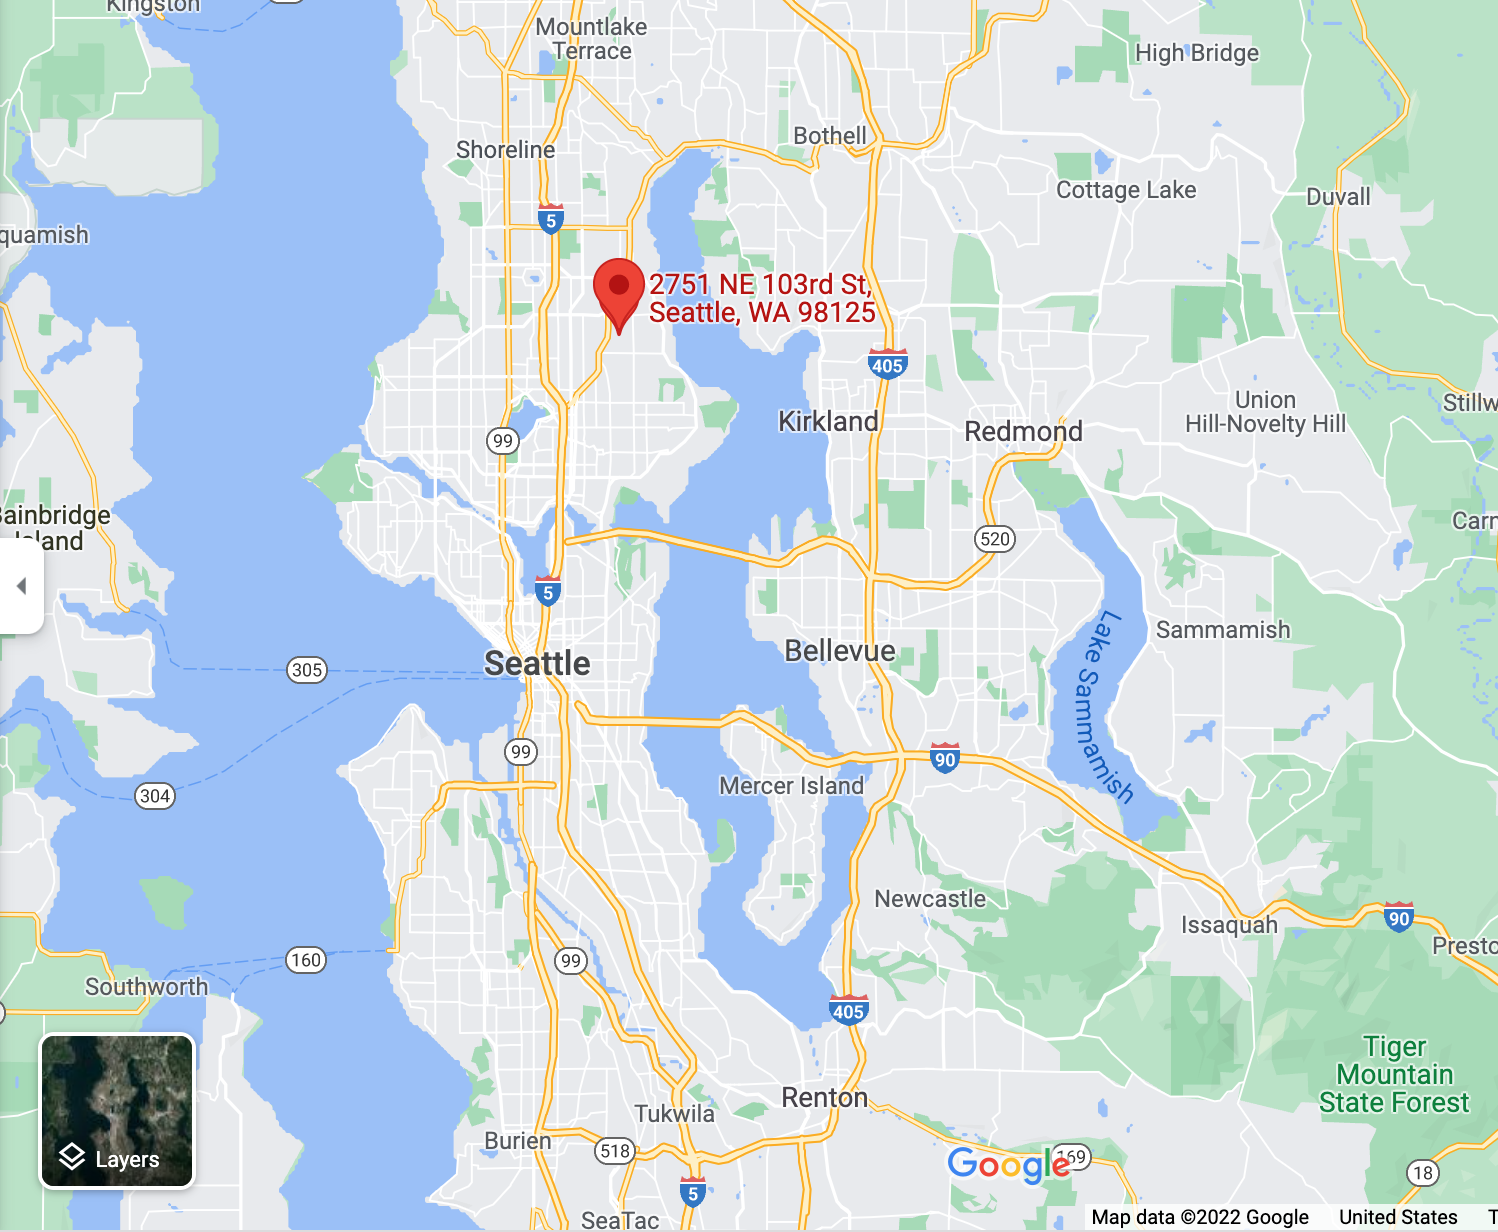 Kingston
Mountlake
Terrace
High Bridge
Bothell
Shoreline
Cottage Lake
Duvall
5
quamish
2751 NE 103rd St,
Seattle, WA 98125
405
Union
Hill-Novelty Hill
Stillw
Kirkland
Redmond
99
Bainbridge
Island
Carn
520
5
Lake Sammamish
Sammamish
Bellevue
Seattle
305
99
90
Mercer Island
304
Newcastle
Issaquah
90
Presto
160
99
Southworth
405
Tiger
Mountain
State Forest
Renton
Tukwila
Burien
518
Layers
Google
169
18
5
SeaTac
Map data ©2022 Google
United States
T